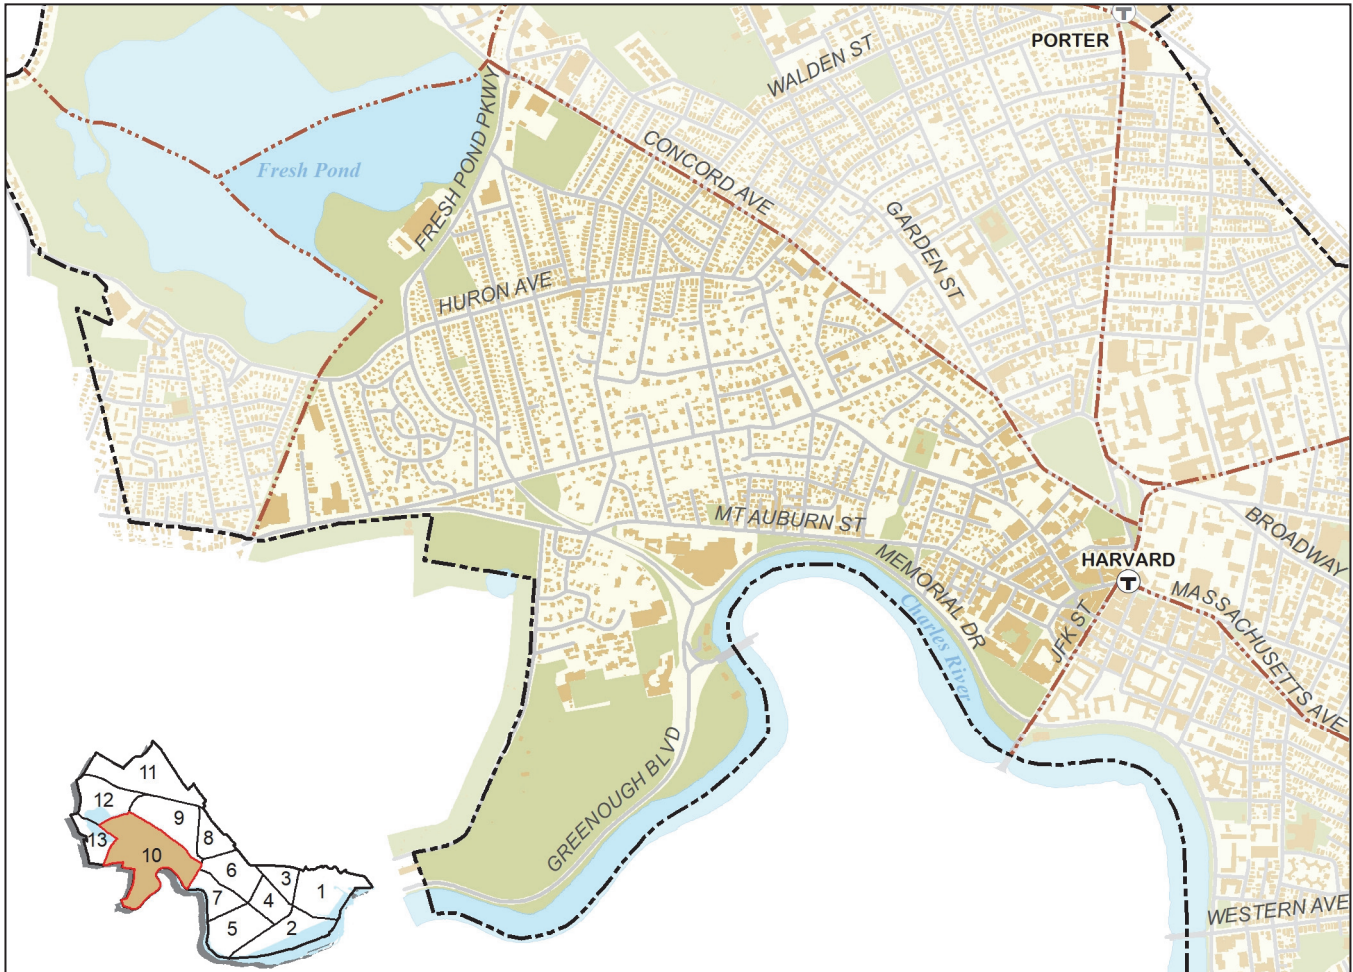 T
PORTER
WALDEN ST
CONCORD AVE
FRESH POND PKWY
Fresh Pond
GARDEN ST
HURON AVE
MT AUBURN ST
BROADWAY
HARVARD
T
MEMORIAL DR
MASSACHUSETTS AVE
JFK ST
Charles River
GREENOUGH BLVD
WESTERN AVE
11
12
9
13
8
10
6
3
1
7
4
5
2